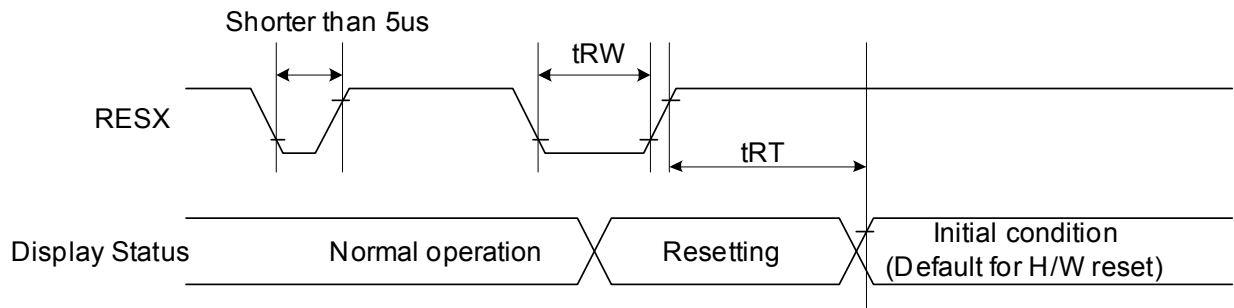 Shorter than 5us
tRW
RESX
tRT
Display Status
Normal operation
Resetting
Initial condition
(Default for H/W reset)